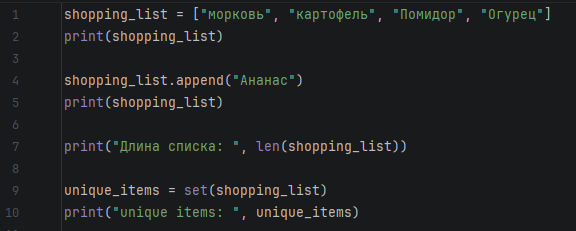 1 shopping_list = ["морковь", "картофель", "Помидор", "Огурец"]
2 print(shopping_list)
3
4 shopping_list.append("Ананас")
5 print(shopping_list)
6
7 print("Длина списка: ", len(shopping_list))
8
9 unique_items = set(shopping_list)
10 print("unique items: ", unique_items)